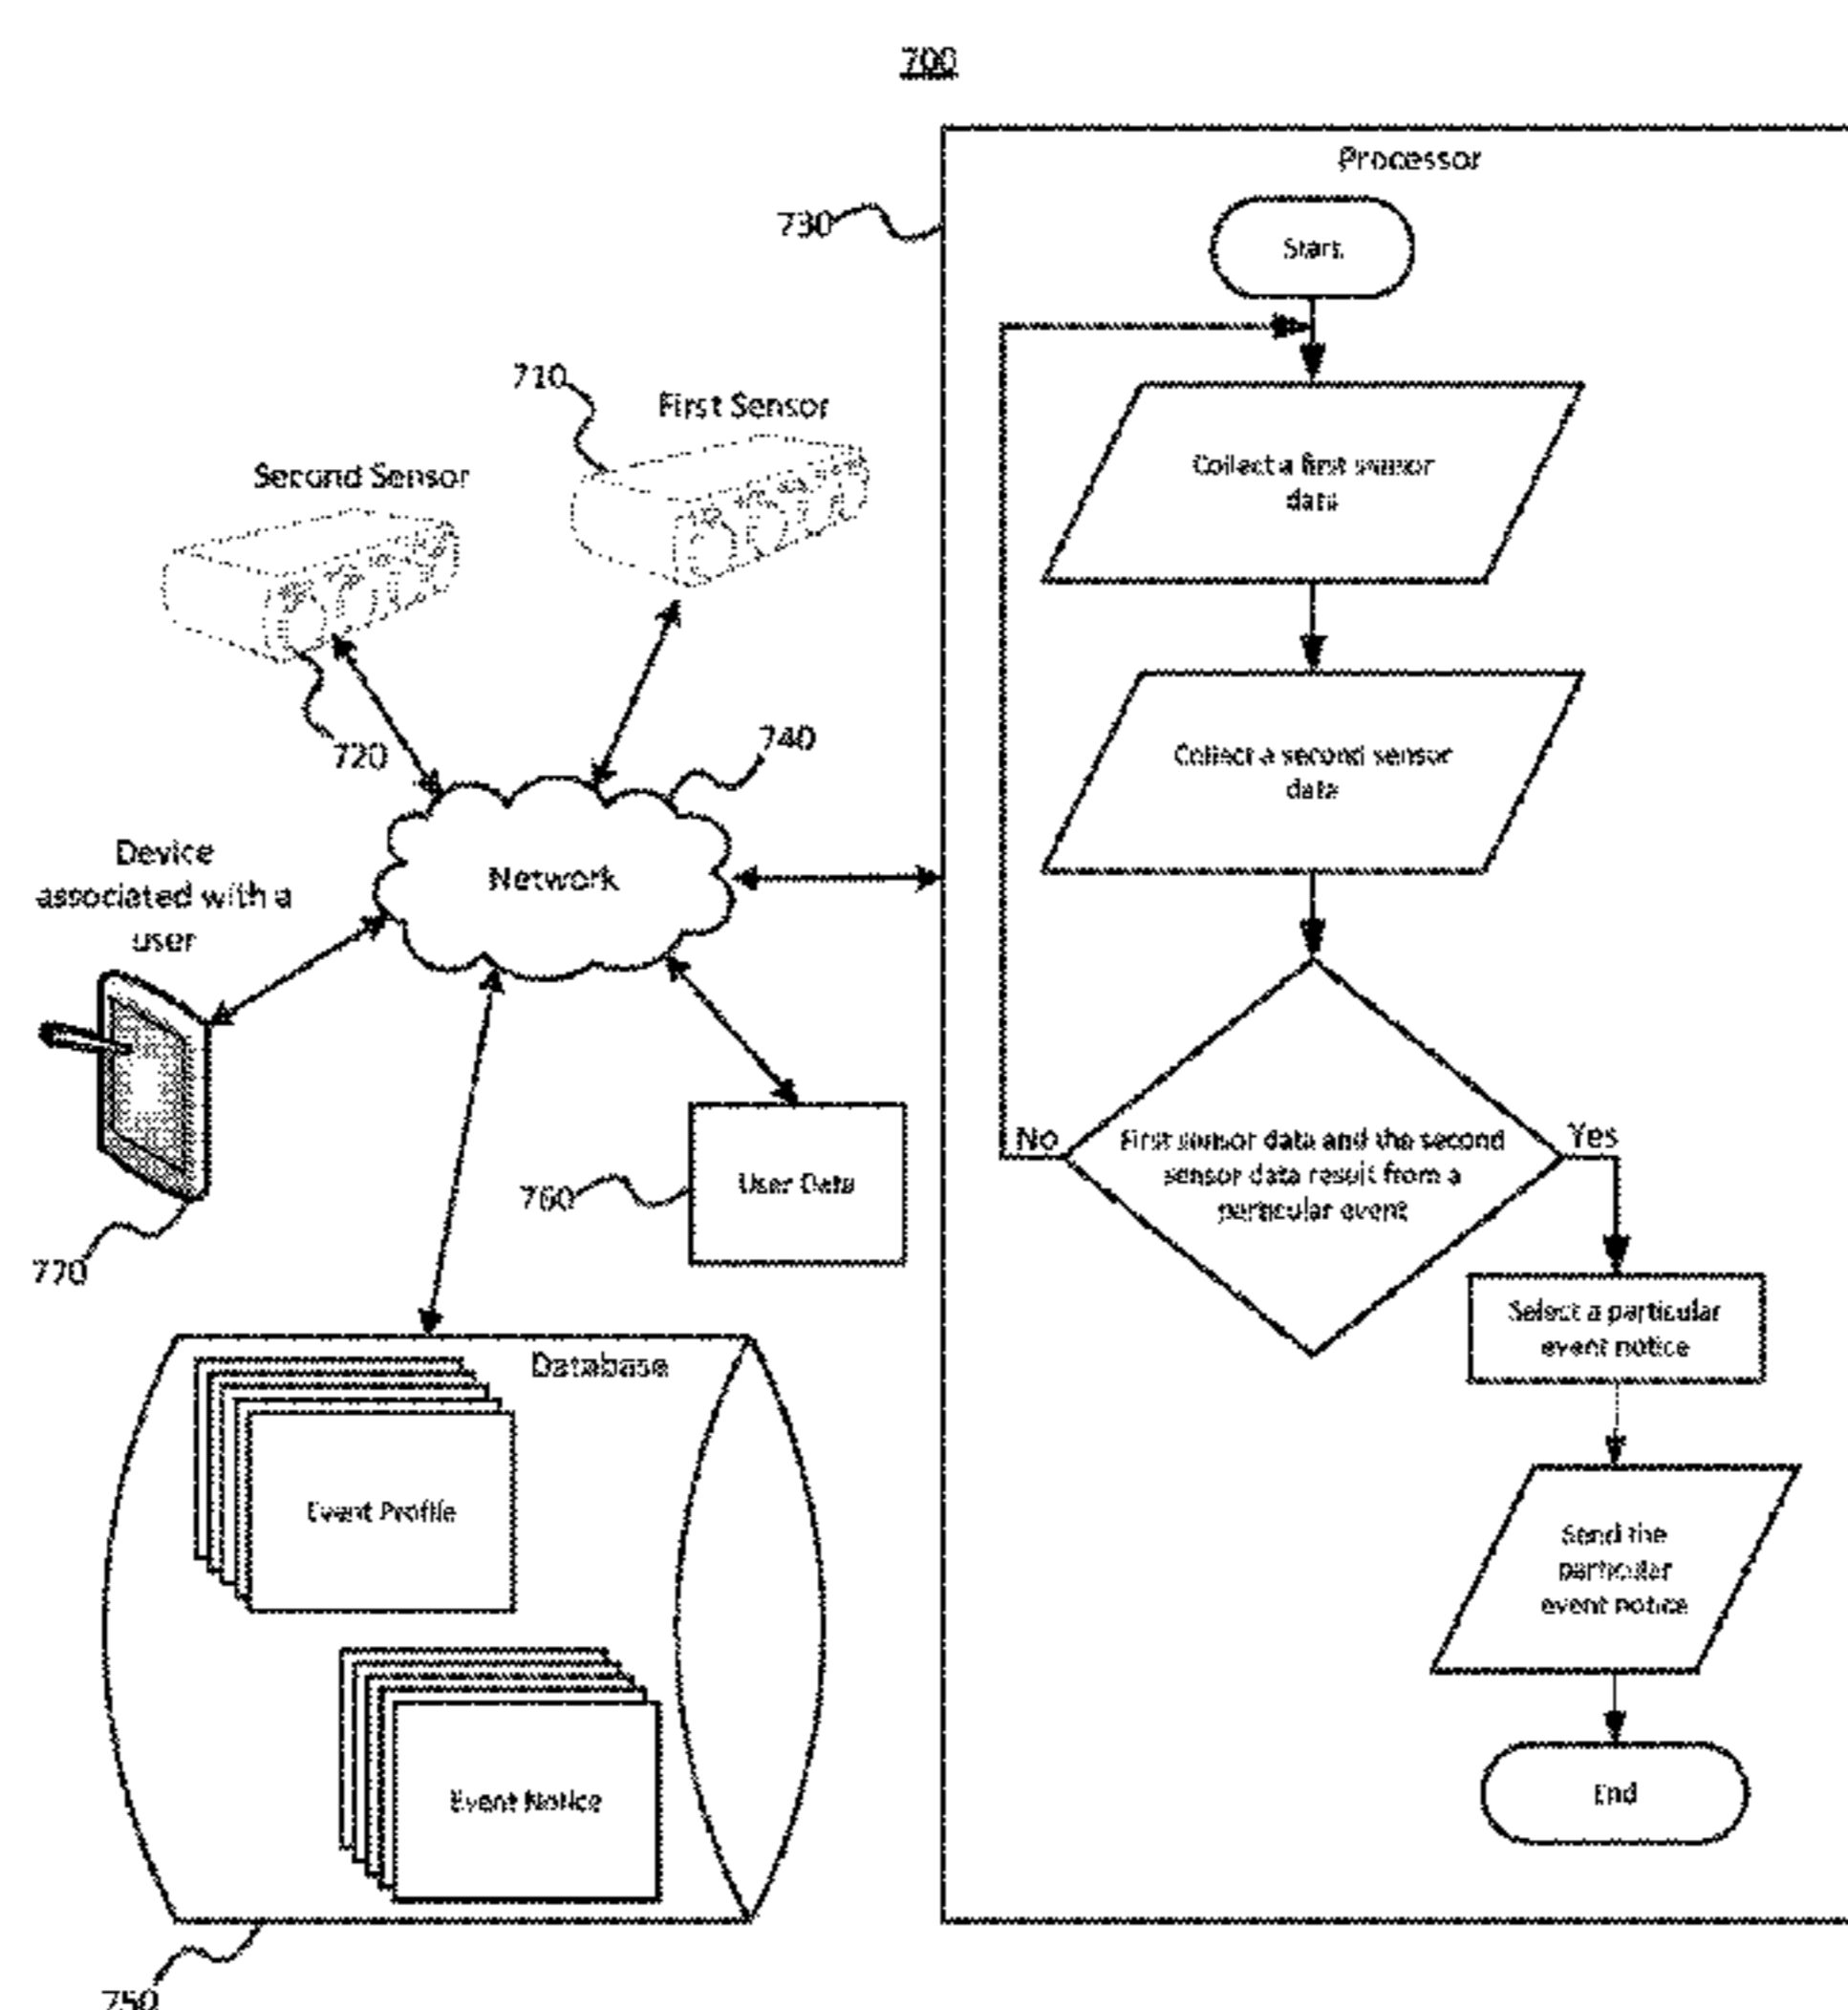 700
Processor
730
Start
710
First Sensor
Second Sensor
Collect a first sensor
data
720
740
Collect a second sensor
data
Network
Device
associated with a
user
No
First sensor data and the second
sensor data result from a
particular event
Yes
User Data
760
770
Select a particular
event notice
Database
Event Profile
Send the
particular
event notice
Event Notice
End
750